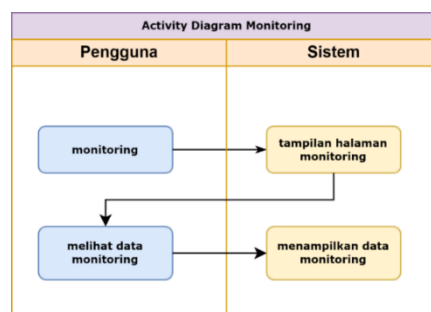 Activity Diagram Monitoring
Pengguna
Sistem
monitoring
tampilan halaman
monitoring
melihat data
monitoring
menampilkan data
monitoring